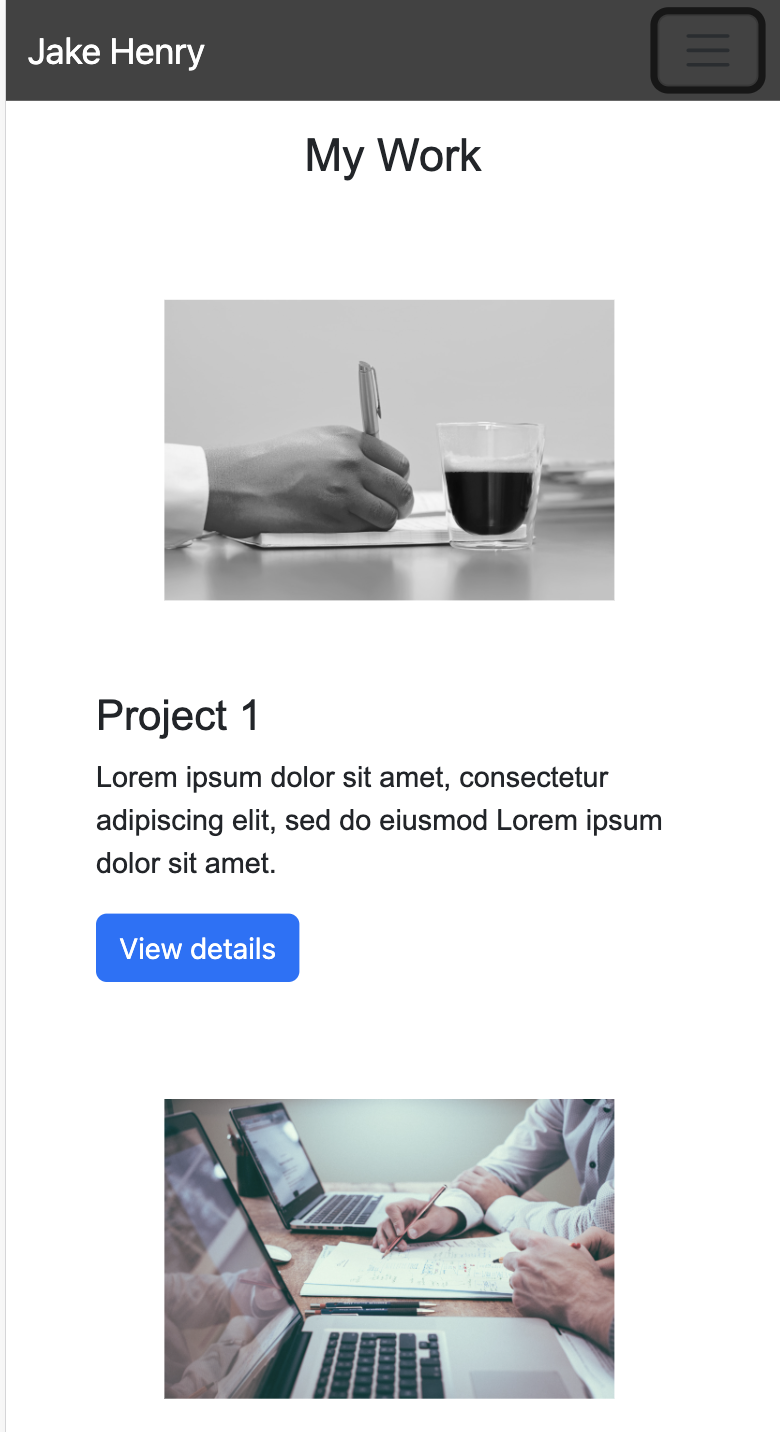 Jake Henry
My Work
Project 1
Lorem ipsum dolor sit amet, consectetur
adipiscing elit, sed do eiusmod Lorem ipsum
dolor sit amet.
View details